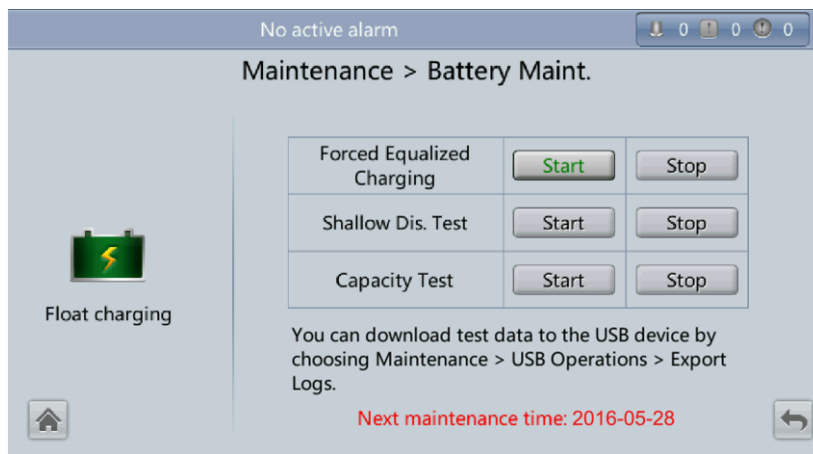 No active alarm 0 0 0
Maintenance > Battery Maint.
Forced Equalized
Charging
Start Stop
Shallow Dis. Test Start Stop
Capacity Test Start Stop
Float charging
You can download test data to the USB device by
choosing Maintenance > USB Operations > Export
Logs.
Next maintenance time: 2016-05-28